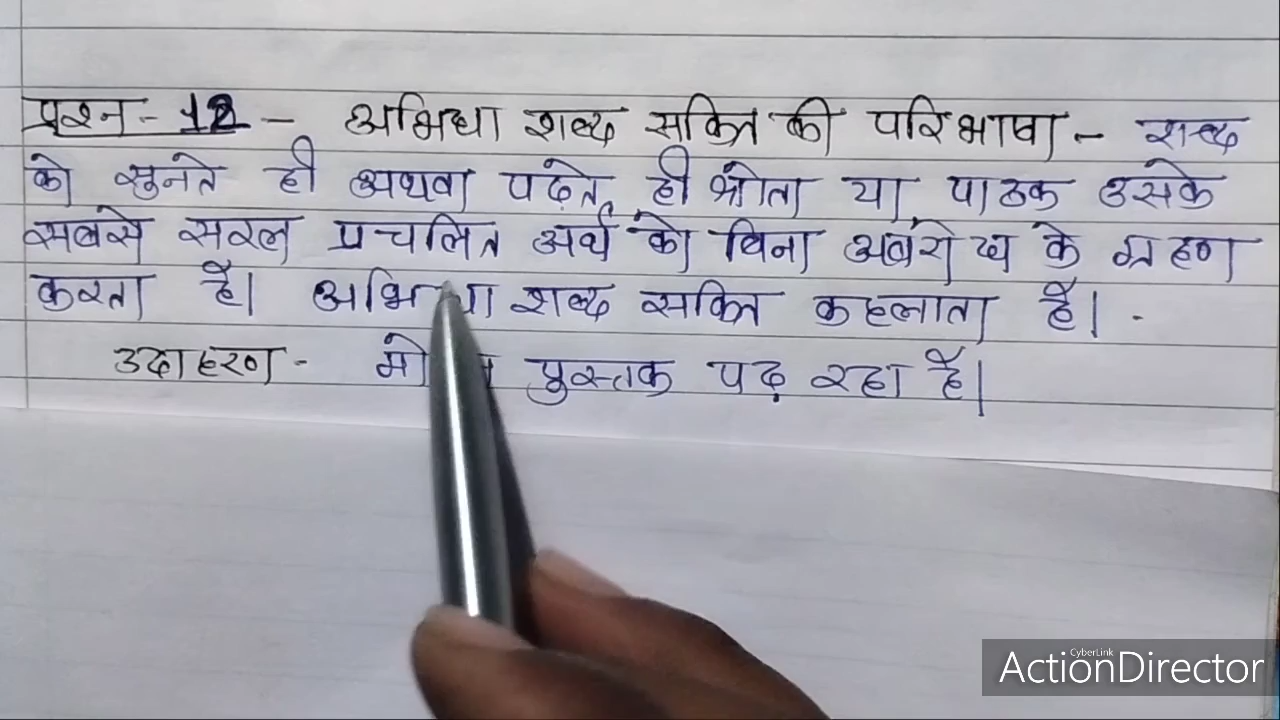 प्रश्न - 12 - अभिधा शब्द सक्ति की परिभाषा - शब्द
को सुनते ही अथवा पढ़ते ही श्रोता या पाठक उसके
सबसे सरल प्रचलित अर्थ को बिना अवरोध के ग्रहण
करता है। शब्द सक्ति कहलाता है।
उदाहरण - पुस्तक पढ़ रहा है।
CyberLink
ActionDirector